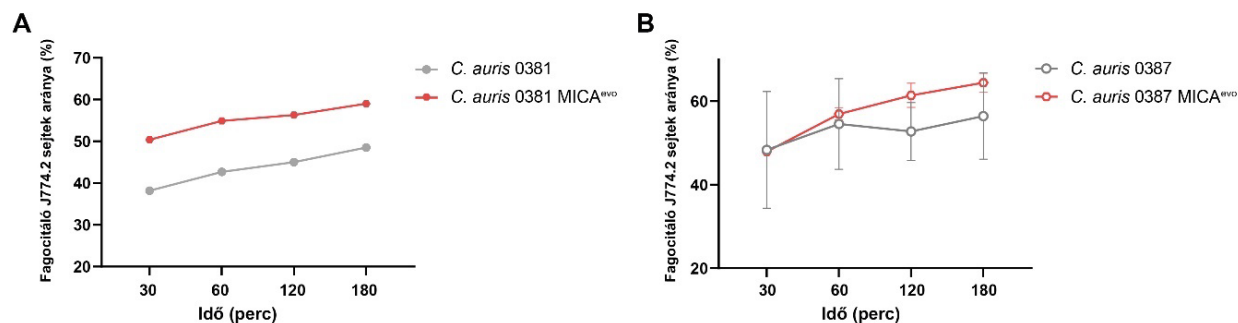 A
Fagocitáló J774.2 sejtek aránya (%)
70
60
50
40
30
20
30
60
120
180
Idő (perc)
C. auris 0381
C. auris 0381 MICAᵉᵛᵒ
B
Fagocitáló J774.2 sejtek aránya (%)
60
40
20
30
60
120
180
Idő (perc)
C. auris 0387
C. auris 0387 MICAᵉᵛᵒ